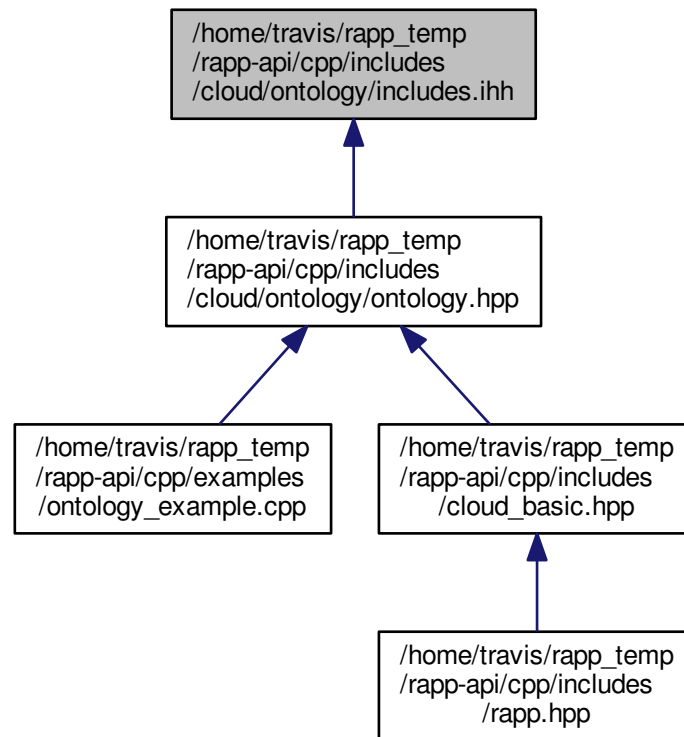 /home/travis/rapp_temp
/rapp-api/cpp/includes
/cloud/ontology/includes.ihh
/home/travis/rapp_temp
/rapp-api/cpp/includes
/cloud/ontology/ontology.hpp
/home/travis/rapp_temp
/rapp-api/cpp/examples
/ontology_example.cpp
/home/travis/rapp_temp
/rapp-api/cpp/includes
/cloud_basic.hpp
/home/travis/rapp_temp
/rapp-api/cpp/includes
/rapp.hpp